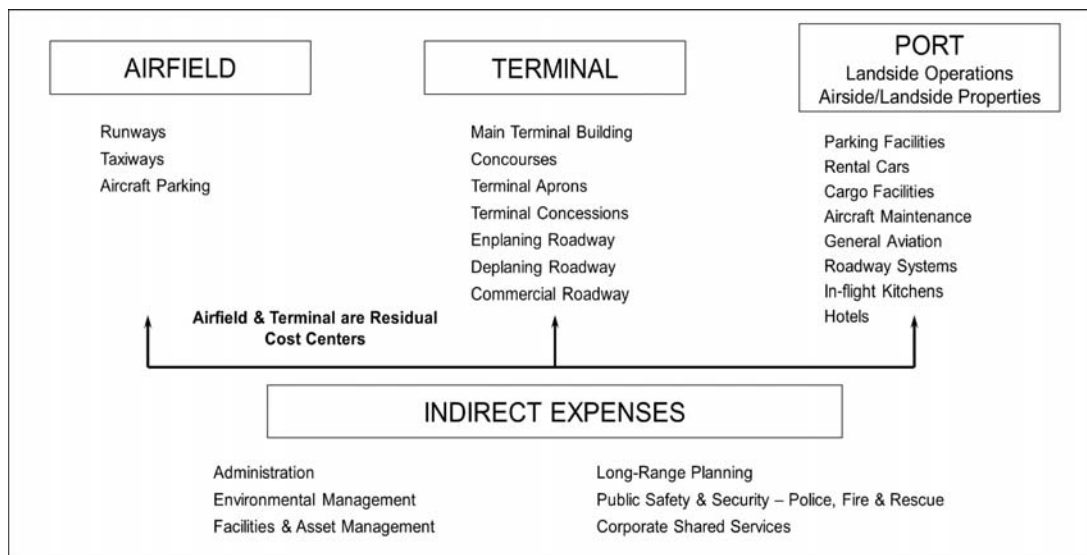 AIRFIELD
Runways
Taxiways
Aircraft Parking
TERMINAL
Main Terminal Building
Concourses
Terminal Aprons
Terminal Concessions
Enplaning Roadway
Deplaning Roadway
Commercial Roadway
PORT
Landside Operations
Airside/Landside Properties
Parking Facilities
Rental Cars
Cargo Facilities
Aircraft Maintenance
General Aviation
Roadway Systems
In-flight Kitchens
Hotels
Airfield & Terminal are Residual
Cost Centers
INDIRECT EXPENSES
Administration
Environmental Management
Facilities & Asset Management
Long-Range Planning
Public Safety & Security – Police, Fire & Rescue
Corporate Shared Services